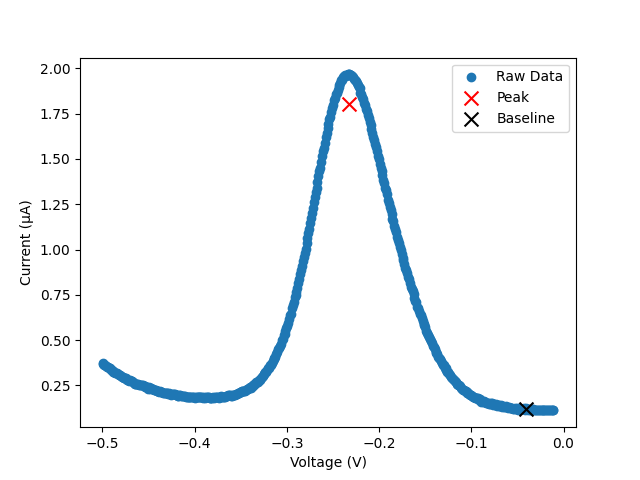 2.00
1.75
1.50
1.25
1.00
0.75
0.50
0.25
Current (μA)
−0.5
−0.4
−0.3
−0.2
−0.1
0.0
Voltage (V)
Raw Data
Peak
Baseline